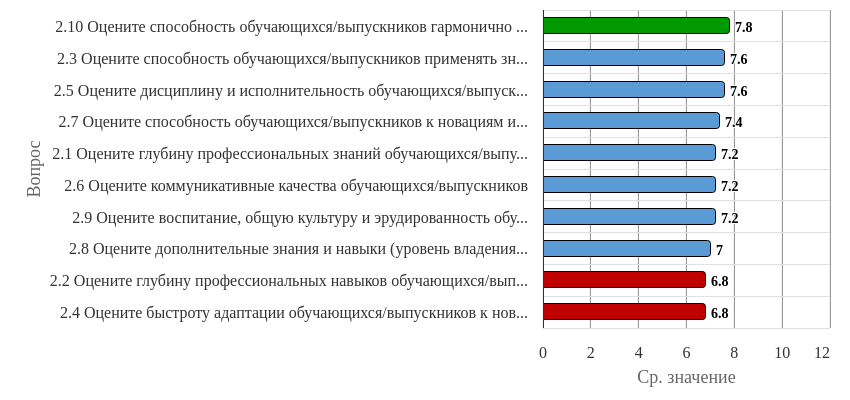 2.10 Оцените способность обучающихся/выпускников гармонично ... 7.8
2.3 Оцените способность обучающихся/выпускников применять зн... 7.6
2.5 Оцените дисциплину и исполнительность обучающихся/выпуск... 7.6
2.7 Оцените способность обучающихся/выпускников к новациям и... 7.4
2.1 Оцените глубину профессиональных знаний обучающихся/выпу... 7.2
2.6 Оцените коммуникативные качества обучающихся/выпускников 7.2
2.9 Оцените воспитание, общую культуру и эрудированность обу... 7.2
2.8 Оцените дополнительные знания и навыки (уровень владения... 7
2.2 Оцените глубину профессиональных навыков обучающихся/вып... 6.8
2.4 Оцените быстроту адаптации обучающихся/выпускников к нов... 6.8
Вопрос
0 2 4 6 8 10 12
Ср. значение